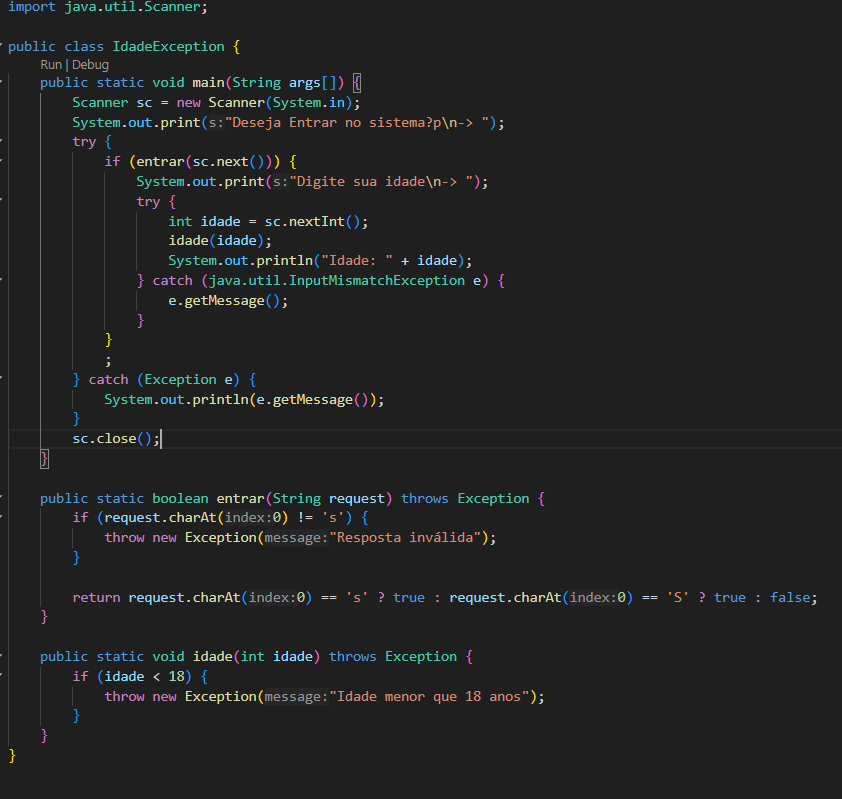 import java.util.Scanner;
public class IdadeException {
Run | Debug
public static void main(String args[]) {
Scanner sc = new Scanner(System.in);
System.out.print(s:"Deseja Entrar no sistema?p\n-> ");
try {
if (entrar(sc.next())) {
System.out.print(s:"Digite sua idade\n-> ");
try {
int idade = sc.nextInt();
idade(idade);
System.out.println("Idade: " + idade);
} catch (java.util.InputMismatchException e) {
e.getMessage();
}
}
;
} catch (Exception e) {
System.out.println(e.getMessage());
}
sc.close();
}
public static boolean entrar(String request) throws Exception {
if (request.charAt(index:0) != 's') {
throw new Exception(message:"Resposta inválida");
}
return request.charAt(index:0) == 's' ? true : request.charAt(index:0) == 'S' ? true : false;
}
public static void idade(int idade) throws Exception {
if (idade < 18) {
throw new Exception(message:"Idade menor que 18 anos");
}
}
}